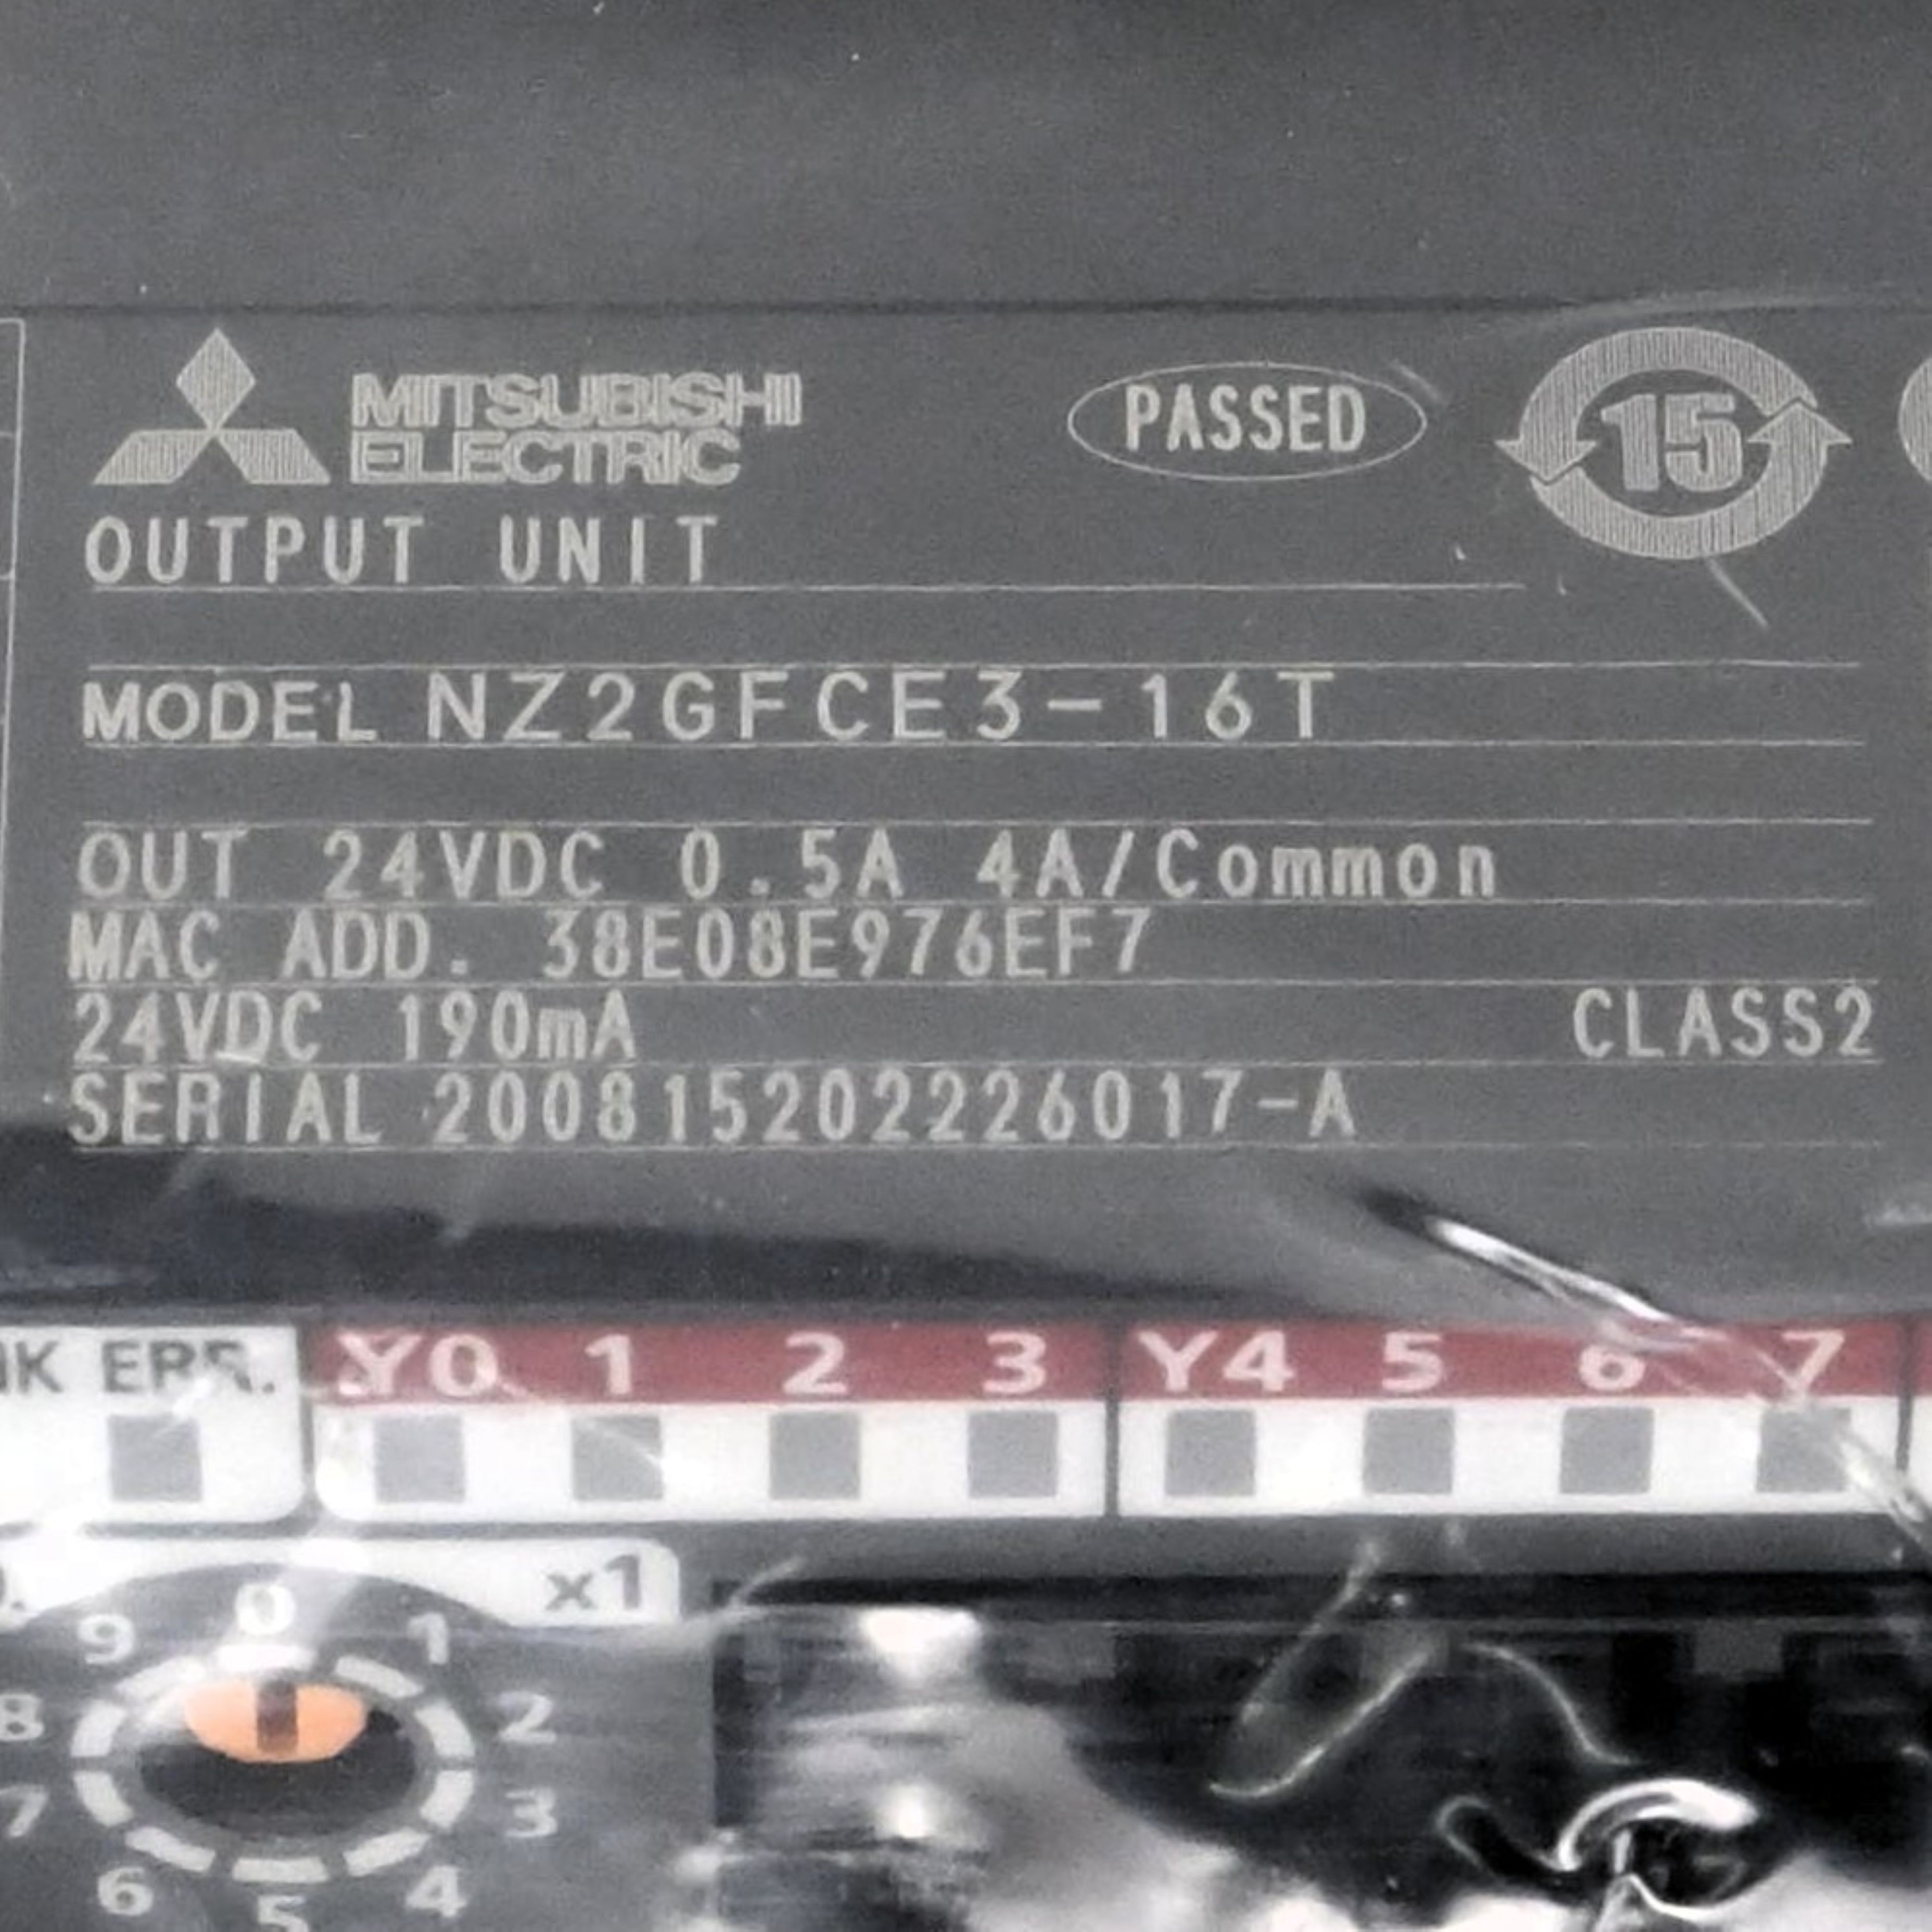 MITSUBISHI
ELECTRIC
PASSED
15
OUTPUT UNIT
MODEL NZ2GFCE3-16T
OUT 24VDC 0.5A 4A/Common
MAC ADD. 38E08E976EF7
24VDC 190mA CLASS2
SERIAL 200815202226017-A
ERR. Y0 1 2 3 Y4 5 6 7
x1
0
9 1
8 2
7 3
6 4
5